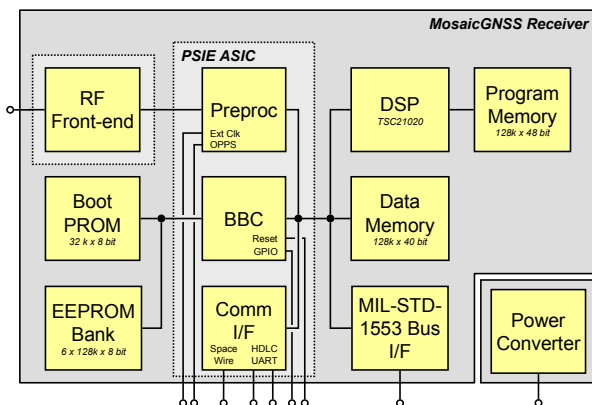 MosaicGNSS Receiver
PSIE ASIC
RF
Front-end
Preproc
Ext Clk
OPPS
DSP
TSC21020
Program
Memory
128k x 48 bit
Boot
PROM
32 k x 8 bit
BBC
Reset
GPIO
Data
Memory
128k x 40 bit
EEPROM
Bank
6 x 128k x 8 bit
Comm
I/F
Space HDLC
Wire UART
MIL-STD-
1553 Bus
I/F
Power
Converter